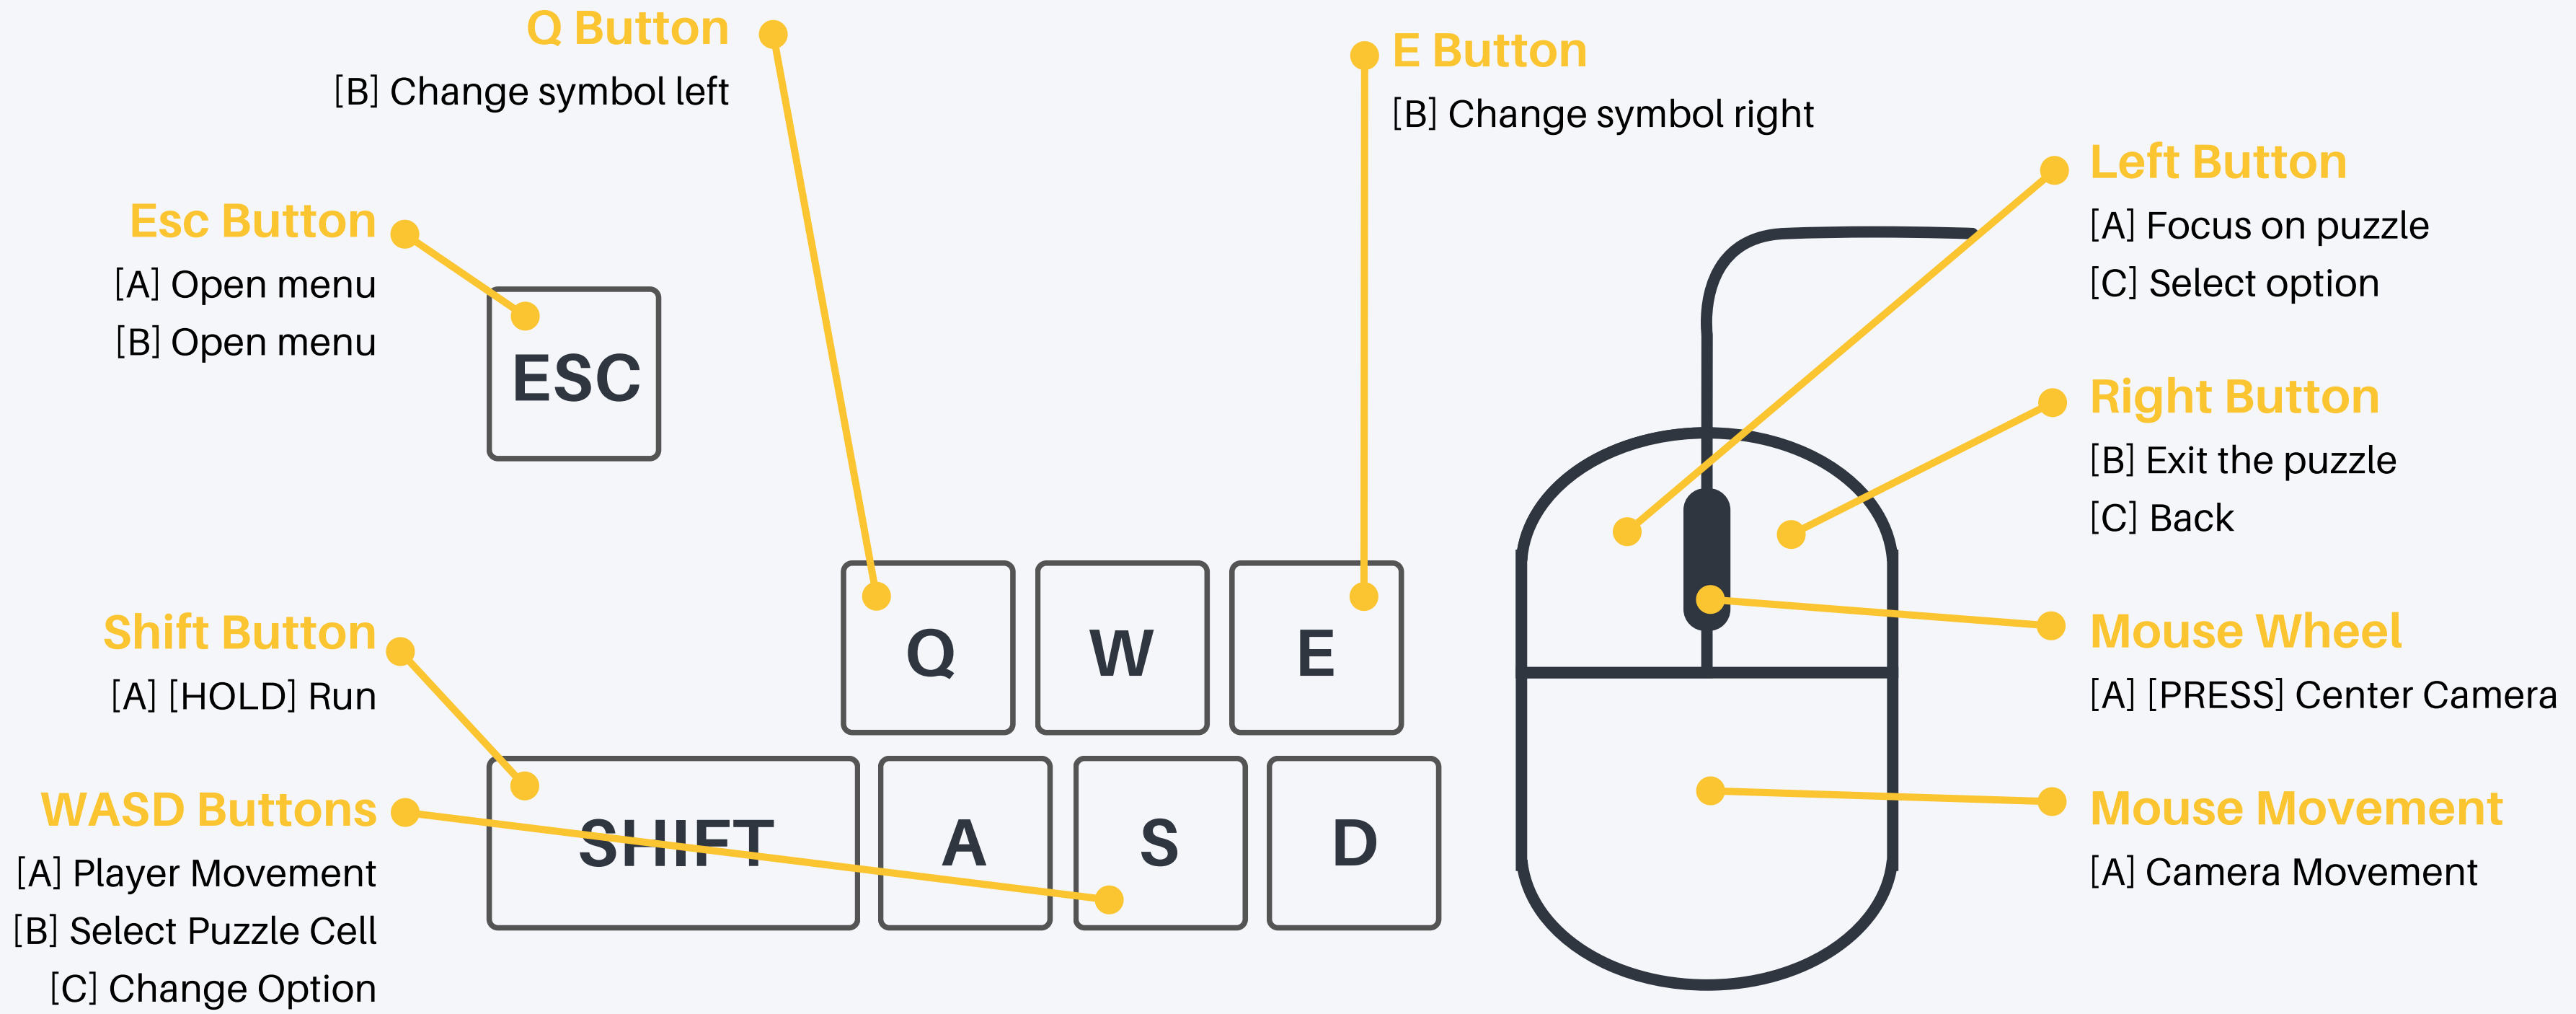 Q Button
[B] Change symbol left
E Button
[B] Change symbol right
Left Button
[A] Focus on puzzle
[C] Select option
Esc Button
[A] Open menu
[B] Open menu
ESC
Right Button
[B] Exit the puzzle
[C] Back
Shift Button
[A] [HOLD] Run
Q
W
E
Mouse Wheel
[A] [PRESS] Center Camera
WASD Buttons
[A] Player Movement
[B] Select Puzzle Cell
[C] Change Option
SHIFT
A
S
D
Mouse Movement
[A] Camera Movement